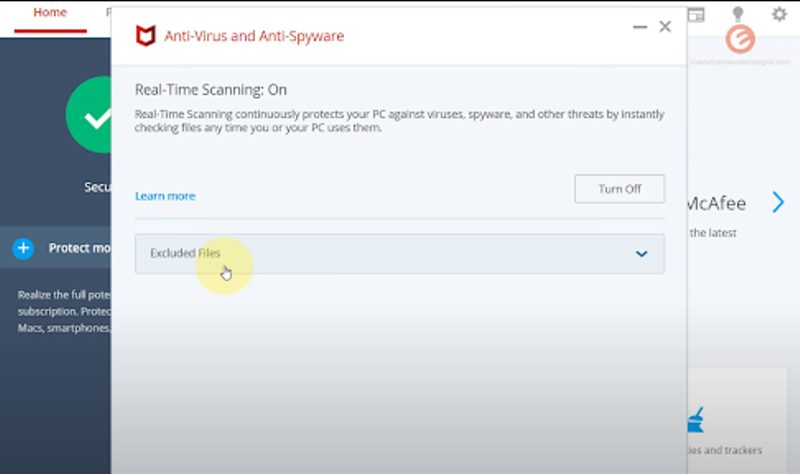 Home
Anti-Virus and Anti-Spyware
Real-Time Scanning: On
Real-Time Scanning continuously protects your PC against viruses, spyware, and other threats by instantly
checking files any time you or your PC uses them.
Learn more
Turn Off
Excluded Files
Secu
Protect mo
Realize the full pote
subscription. Protec
Macs, smartphones,
McAfee
the latest
ies and trackers